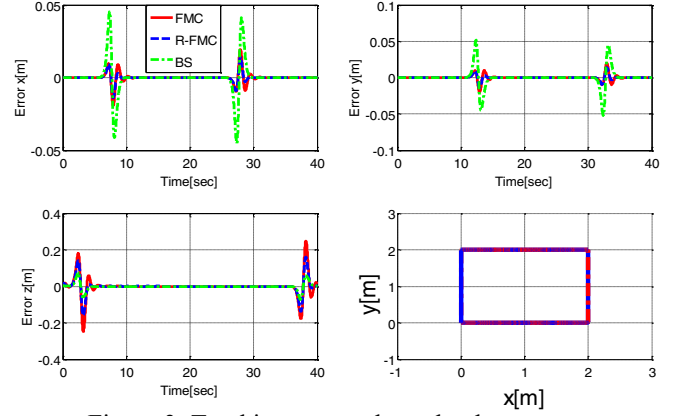 0.05
0
-0.05
Error x[m]
0 10 20 30 40
Time[sec]
FMC
R-FMC
BS
0.1
0.05
0
-0.05
-0.1
Error y[m]
0 10 20 30 40
Time[sec]
0.4
0.2
0
-0.2
-0.4
Error z[m]
0 10 20 30 40
Time[sec]
3
2
1
0
-1
y[m]
-1 0 1 2 3
x[m]